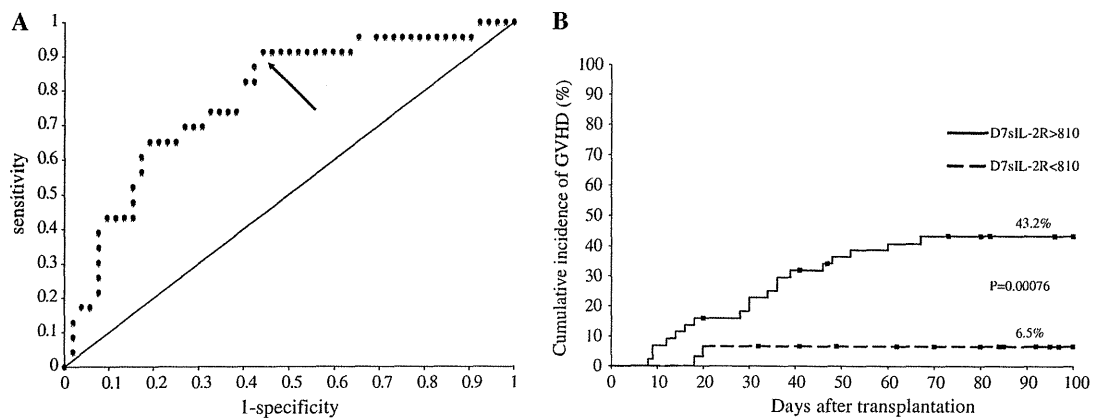 A
1
0.9
0.8
0.7
0.6
0.5
0.4
0.3
0.2
0.1
0
sensitivity
0 0.1 0.2 0.3 0.4 0.5 0.6 0.7 0.8 0.9 1
1-specificity
B
100
90
80
70
60
50
40
30
20
10
0
Cumulative incidence of GVHD (%)
D7sIL-2R>810
D7sIL-2R<810
43.2%
P=0.00076
6.5%
0 10 20 30 40 50 60 70 80 90 100
Days after transplantation